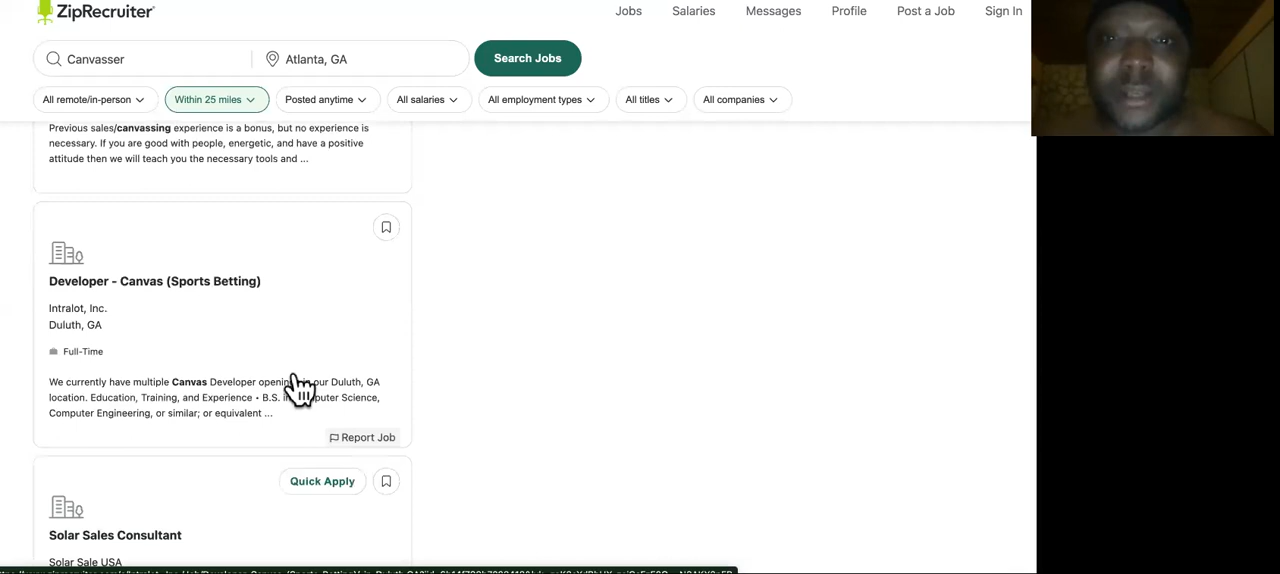 ZipRecruiter
Jobs Salaries Messages Profile Post a Job Sign In
Canvasser Atlanta, GA Search Jobs
All remote/in-person Within 25 miles Posted anytime All salaries All employment types All titles All companies
Previous sales/canvassing experience is a bonus, but no experience is
necessary. If you are good with people, energetic, and have a positive
attitude then we will teach you the necessary tools and ...
Developer - Canvas (Sports Betting)
Intralot, Inc.
Duluth, GA
Full-Time
We currently have multiple Canvas Developer our Duluth, GA
location. Education, Training, and Experience • B.S. Science,
Computer Engineering, or similar; or equivalent ...
Report Job
Quick Apply
Solar Sales Consultant
Solar Sale USA